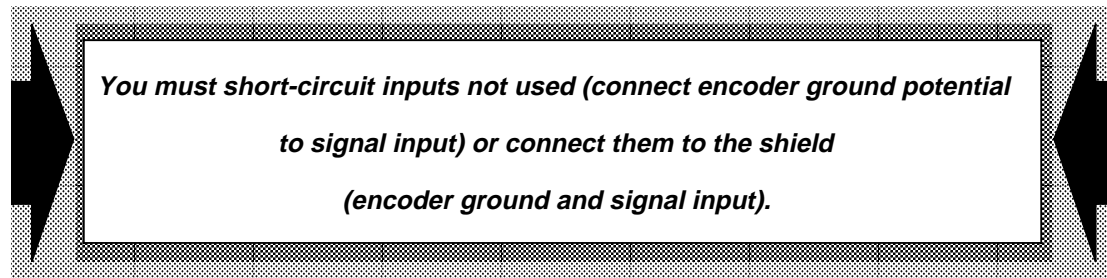 You must short-circuit inputs not used (connect encoder ground potential
to signal input) or connect them to the shield
(encoder ground and signal input).